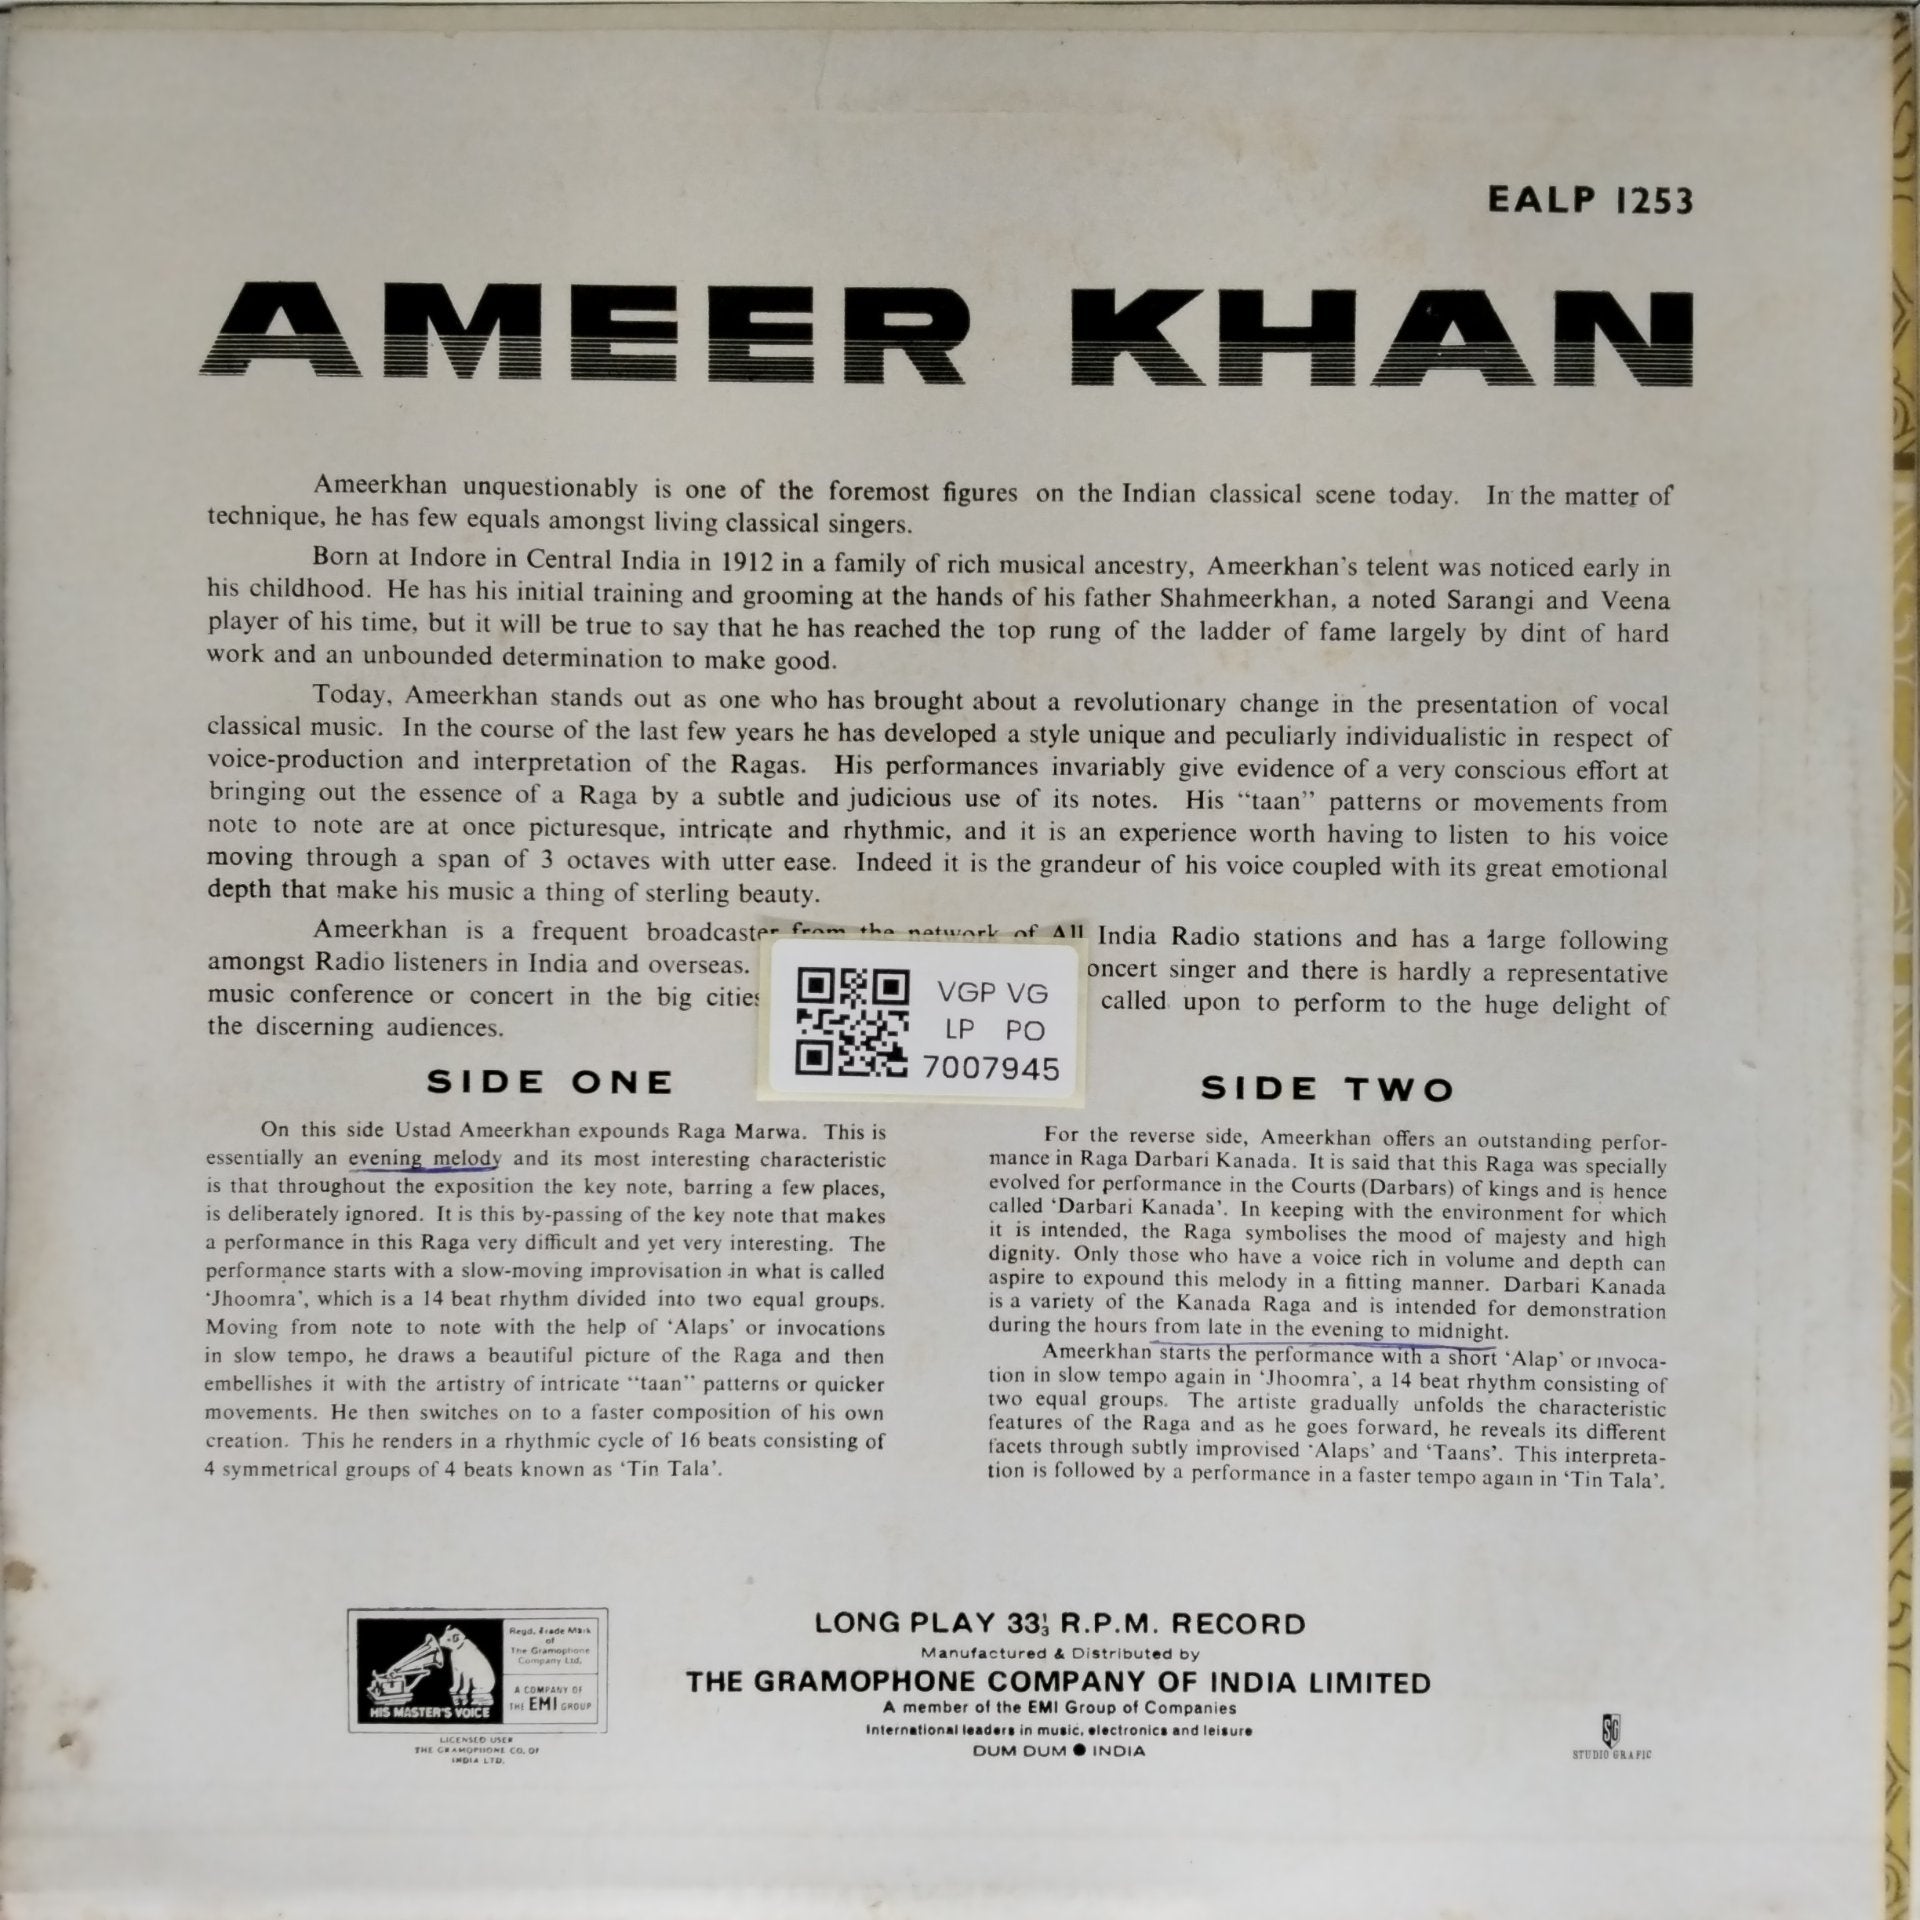 EALP 1253
AMEER KHAN
Ameerkhan unquestionably is one of the foremost figures on the Indian classical scene today. In the matter of
technique, he has few equals amongst living classical singers.
Born at Indore in Central India in 1912 in a family of rich musical ancestry, Ameerkhan's telent was noticed early in
his childhood. He has his initial training and grooming at the hands of his father Shahmeerkhan, a noted Sarangi and Veena
player of his time, but it will be true to say that he has reached the top rung of the ladder of fame largely by dint of hard
work and an unbounded determination to make good.
Today, Ameerkhan stands out as one who has brought about a revolutionary change in the presentation of vocal
classical music. In the course of the last few years he has developed a style unique and peculiarly individualistic in respect of
voice-production and interpretation of the Ragas. His performances invariably give evidence of a very conscious effort at
bringing out the essence of a Raga by a subtle and judicious use of its notes. His "taan" patterns or movements from
note to note are at once picturesque, intricate and rhythmic, and it is an experience worth having to listen to his voice
moving through a span of 3 octaves with utter ease. Indeed it is the grandeur of his voice coupled with its great emotional
depth that make his music a thing of sterling beauty.
Ameerkhan is a frequent broadcaster from the network of All India Radio stations and has a large following
amongst Radio listeners in India and overseas. oncert singer and there is hardly a representative
music conference or concert in the big cities called upon to perform to the huge delight of
the discerning audiences.
VGP VG
LP PO
7007945
SIDE ONE
On this side Ustad Ameerkhan expounds Raga Marwa. This is
essentially an evening melody and its most interesting characteristic
is that throughout the exposition the key note, barring a few places,
is deliberately ignored. It is this by-passing of the key note that makes
a performance in this Raga very difficult and yet very interesting. The
performance starts with a slow-moving improvisation in what is called
'Jhoomra', which is a 14 beat rhythm divided into two equal groups.
Moving from note to note with the help of 'Alaps' or invocations
in slow tempo, he draws a beautiful picture of the Raga and then
embellishes it with the artistry of intricate "taan" patterns or quicker
movements. He then switches on to a faster composition of his own
creation. This he renders in a rhythmic cycle of 16 beats consisting of
4 symmetrical groups of 4 beats known as 'Tin Tala'.
SIDE TWO
For the reverse side, Ameerkhan offers an outstanding perfor-
mance in Raga Darbari Kanada. It is said that this Raga was specially
evolved for performance in the Courts (Darbars) of kings and is hence
called 'Darbari Kanada'. In keeping with the environment for which
it is intended, the Raga symbolises the mood of majesty and high
dignity. Only those who have a voice rich in volume and depth can
aspire to expound this melody in a fitting manner. Darbari Kanada
is a variety of the Kanada Raga and is intended for demonstration
during the hours from late in the evening to midnight.
Ameerkhan starts the performance with a short 'Alap' or invoca-
tion in slow tempo again in 'Jhoomra', a 14 beat rhythm consisting of
two equal groups. The artiste gradually unfolds the characteristic
features of the Raga and as he goes forward, he reveals its different
facets through subtly improvised 'Alaps' and 'Taans'. This interpreta-
tion is followed by a performance in a faster tempo again in 'Tin Tala'.
HIS MASTER'S VOICE
Regd. Trade Mark
of
The Gramophone
Company Ltd.
A COMPANY OF
THE EMI GROUP
LICENSED USER
THE GRAMOPHONE CO. OF
INDIA LTD.
LONG PLAY 33⅓ R.P.M. RECORD
Manufactured & Distributed by
THE GRAMOPHONE COMPANY OF INDIA LIMITED
A member of the EMI Group of Companies
International leaders in music, electronics and leisure
DUM DUM ● INDIA
SG
STUDIO GRAFIC